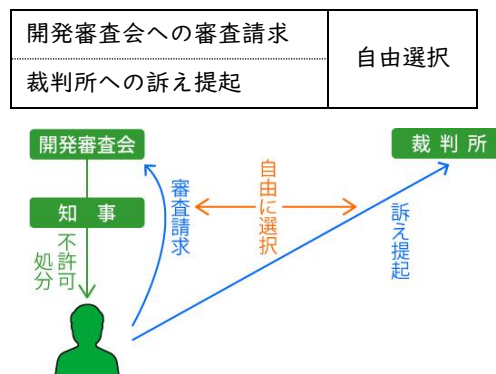 開発審査会への審査請求
裁判所への訴え提起
自由選択
開発審査会
裁判所
知事
不許可
処分
審査請求
自由に選択
訴え提起